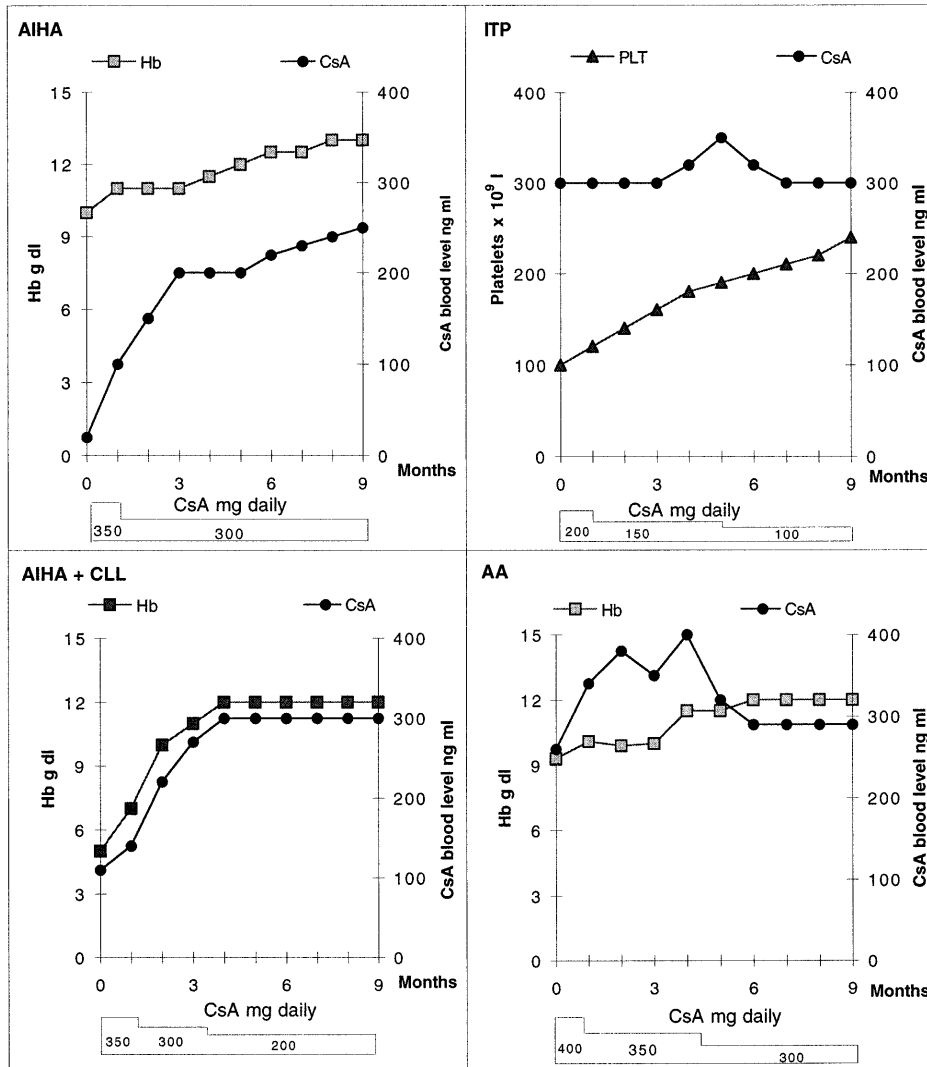 AIHA
Hb CsA
15 400
12 300
9 200
6 100
3 0
0
Hb g dl
CsA blood level ng ml
0 3 6 9 Months
CsA mg daily
350 300
ITP
PLT CsA
400 400
300 300
200 200
100 100
0 0
Platelets x 10⁹ l
CsA blood level ng ml
0 3 6 9 Months
CsA mg daily
200 150 100
AIHA + CLL
Hb CsA
15 400
12 300
9 200
6 100
3 0
0
Hb g dl
CsA blood level ng ml
0 3 6 9 Months
CsA mg daily
350 300 200
AA
Hb CsA
15 400
12 300
9 200
6 100
3 0
0
Hb g dl
CsA blood level ng ml
0 3 6 9 Months
CsA mg daily
400 350 300